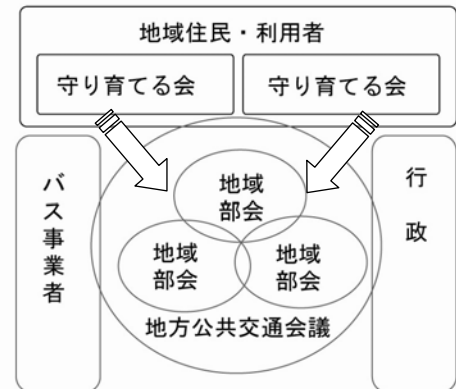 地域住民・利用者
守り育てる会
守り育てる会
バス事業者
行政
地域
部会
地域
部会
地域
部会
地方公共交通会議